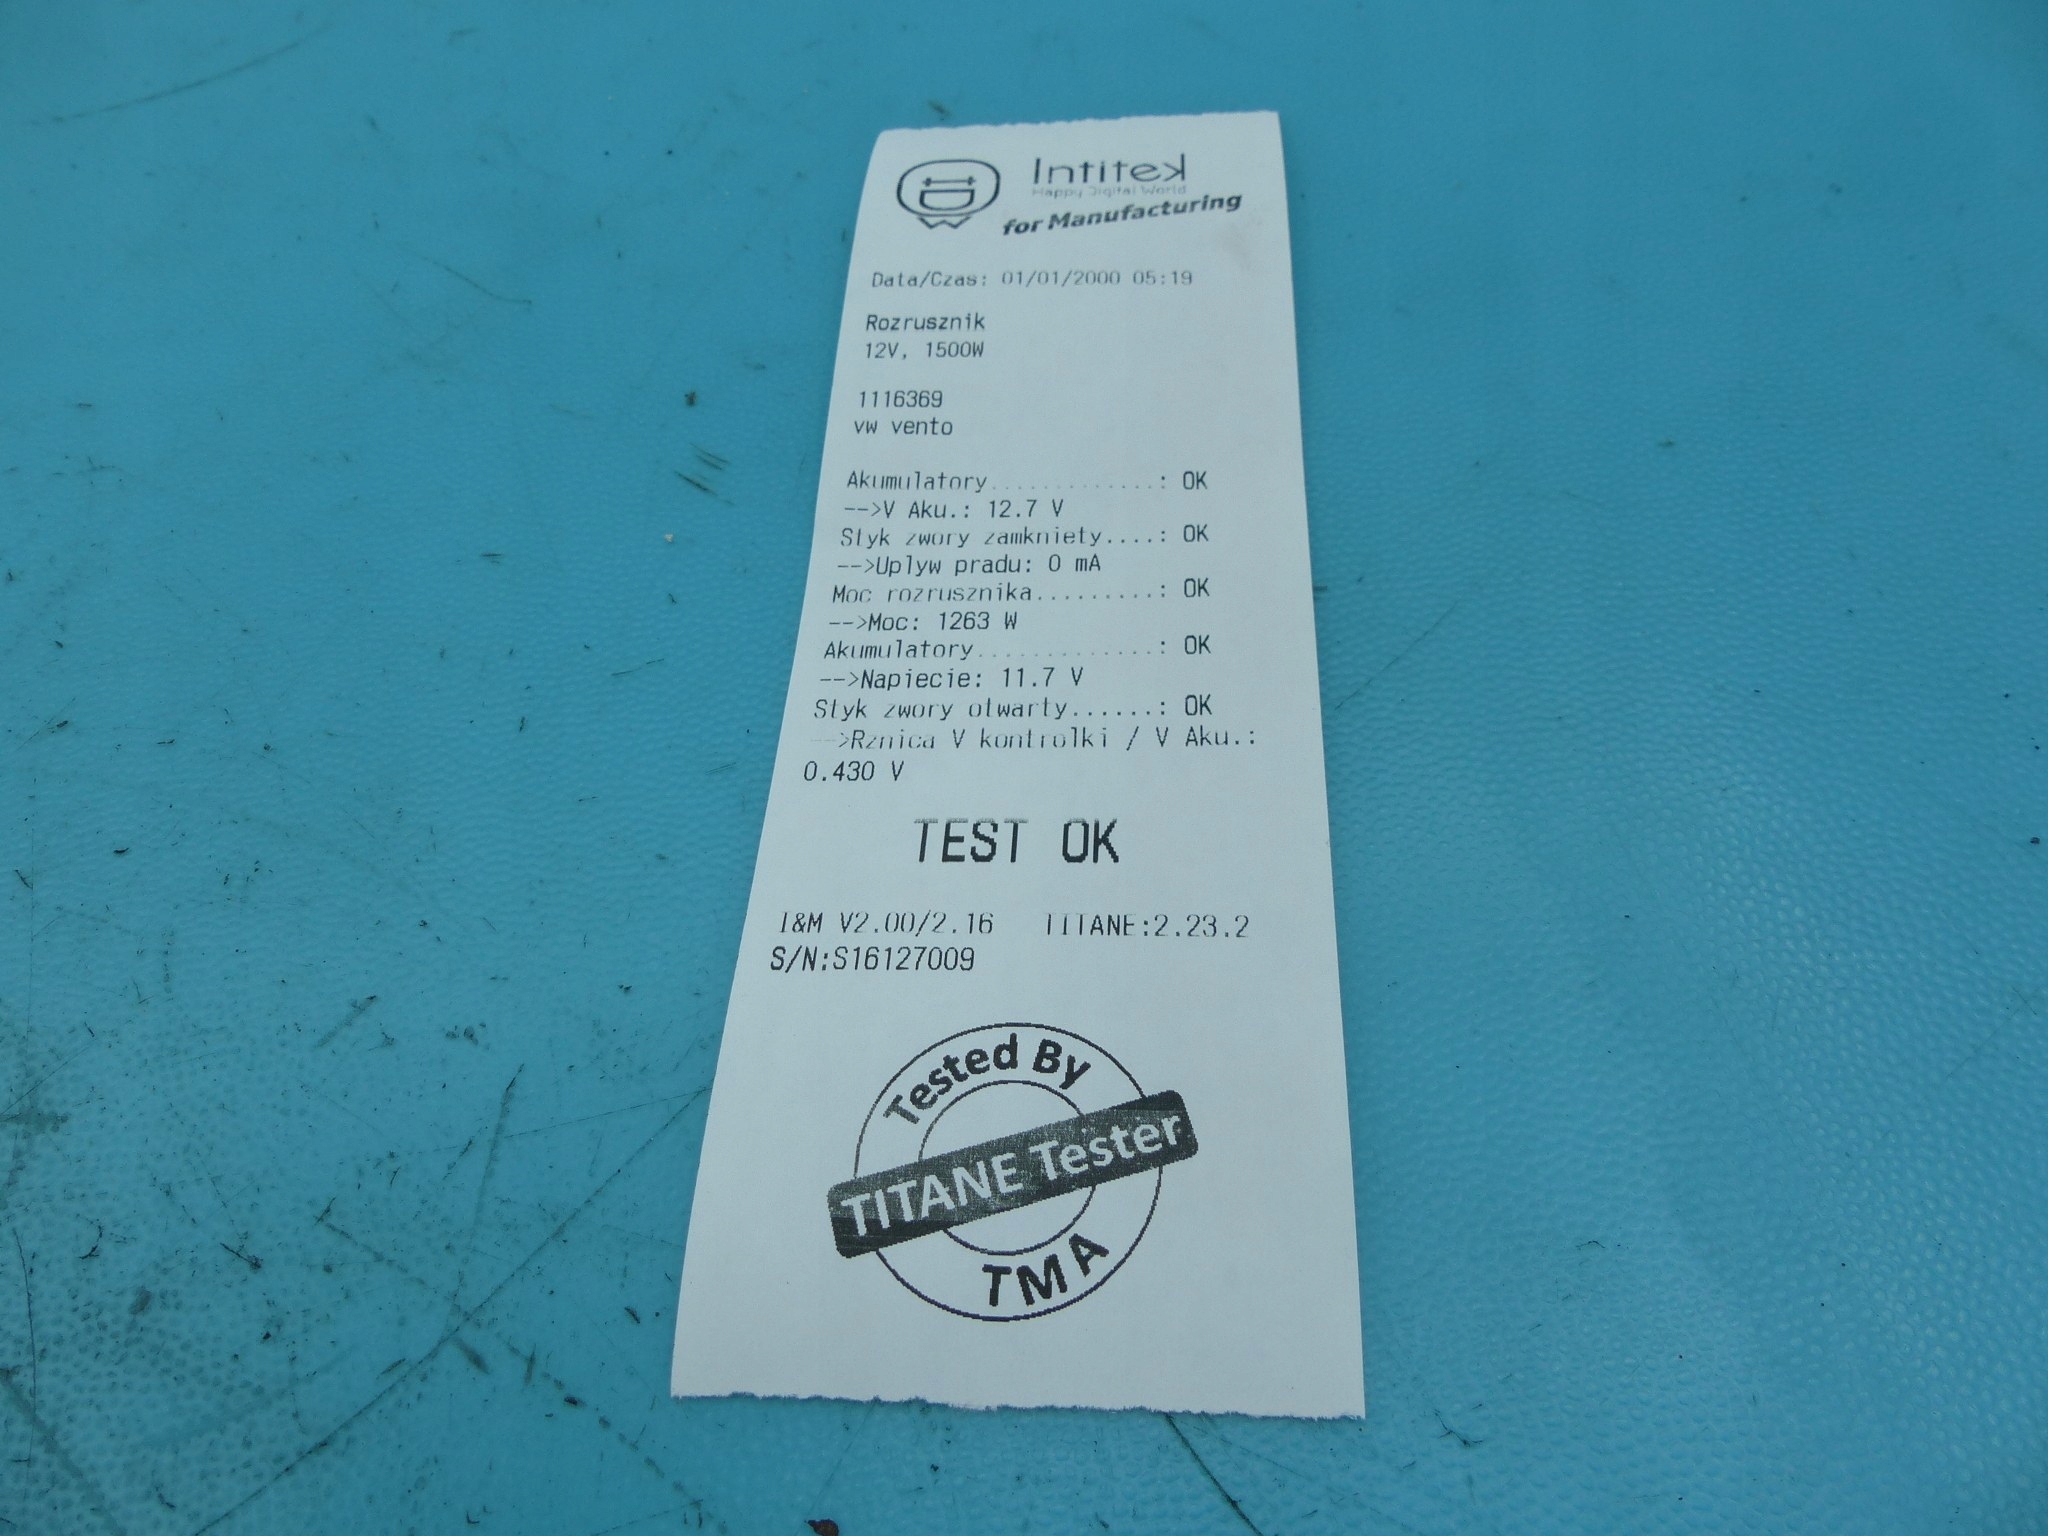 Intitek
Happy Digital World
for Manufacturing
Data/Czas: 01/01/2000 05:19
Rozrusznik
12V, 1500W
1116369
vw vento
Akumulatory.............: OK
-->V Aku.: 12.7 V
Styk zwory zamkniety....: OK
-->Uplyw pradu: 0 mA
Moc rozrusznika.........: OK
-->Moc: 1263 W
Akumulatory.............: OK
-->Napiecie: 11.7 V
Styk zwory otwarty......: OK
-->Rznica V kontrolki / V Aku.:
0.430 V
TEST OK
I&M V2.00/2.16 TITANE:2.23.2
S/N:S16127009
Tested By
TITANE Tester
TMA